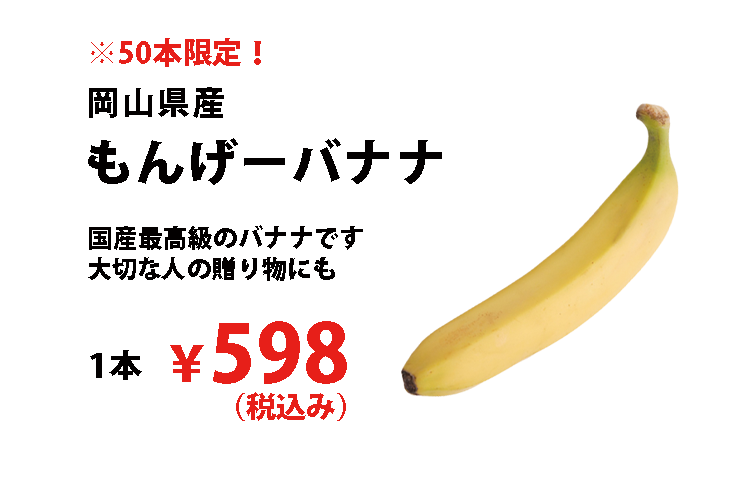 ※50本限定！
岡山県産
もんげーバナナ
国産最高級のバナナです
大切な人の贈り物にも
1本 ￥598
（税込み）